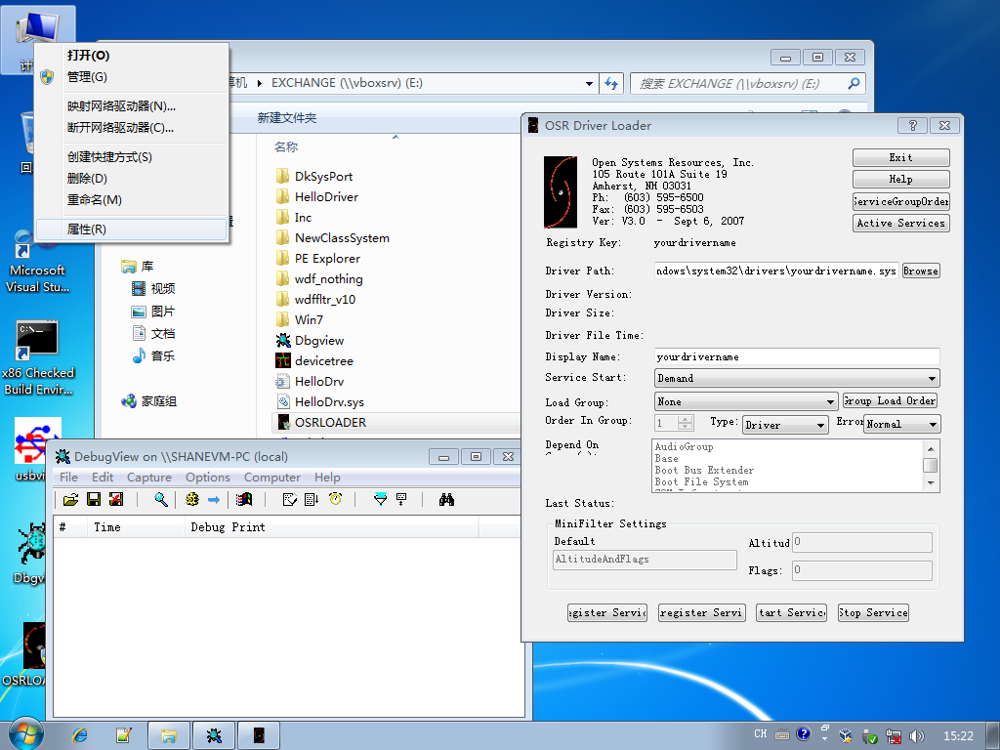 打开(O)
管理(G)
映射网络驱动器(N)...
断开网络驱动器(C)...
创建快捷方式(S)
删除(D)
重命名(M)
属性(R)
Microsoft
Visual Stu...
x86 Checked
Build Envir...
usbvi
Dbgvi
OSRLOA
EXCHANGE (\\vboxsrv) (E:)
搜索 EXCHANGE (\\vboxsrv) (E:)
新建文件夹
名称
库
视频
图片
文档
音乐
家庭组
DkSysPort
HelloDriver
Inc
NewClassSystem
PE Explorer
wdf_nothing
wdffltr_v10
Win7
Dbgview
devicetree
HelloDrv
HelloDrv.sys
OSRLOADER
DebugView on \\SHANEVM-PC (local)
File Edit Capture Options Computer Help
# Time Debug Print
OSR Driver Loader
Open Systems Resources, Inc.
105 Route 101A Suite 19
Amherst, NH 03031
Ph: (603) 595-6500
Fax: (603) 595-6503
Ver: V3.0 - Sept 6, 2007
Exit
Help
ServiceGroupOrder
Active Services
Registry Key: yourdrivername
Driver Path: ndows\system32\drivers\yourdrivername.sys Browse
Driver Version:
Driver Size:
Driver File Time:
Display Name: yourdrivername
Service Start: Demand
Load Group: None Group Load Order
Order In Group: 1 Type: Driver Error Normal
Depend On
AudioGroup
Base
Boot Bus Extender
Boot File System
Last Status:
MiniFilter Settings
Default Altitud 0
AltitudeAndFlags
Flags: 0
egister Servic register Servi tart Servic Stop Service
CH 15:22